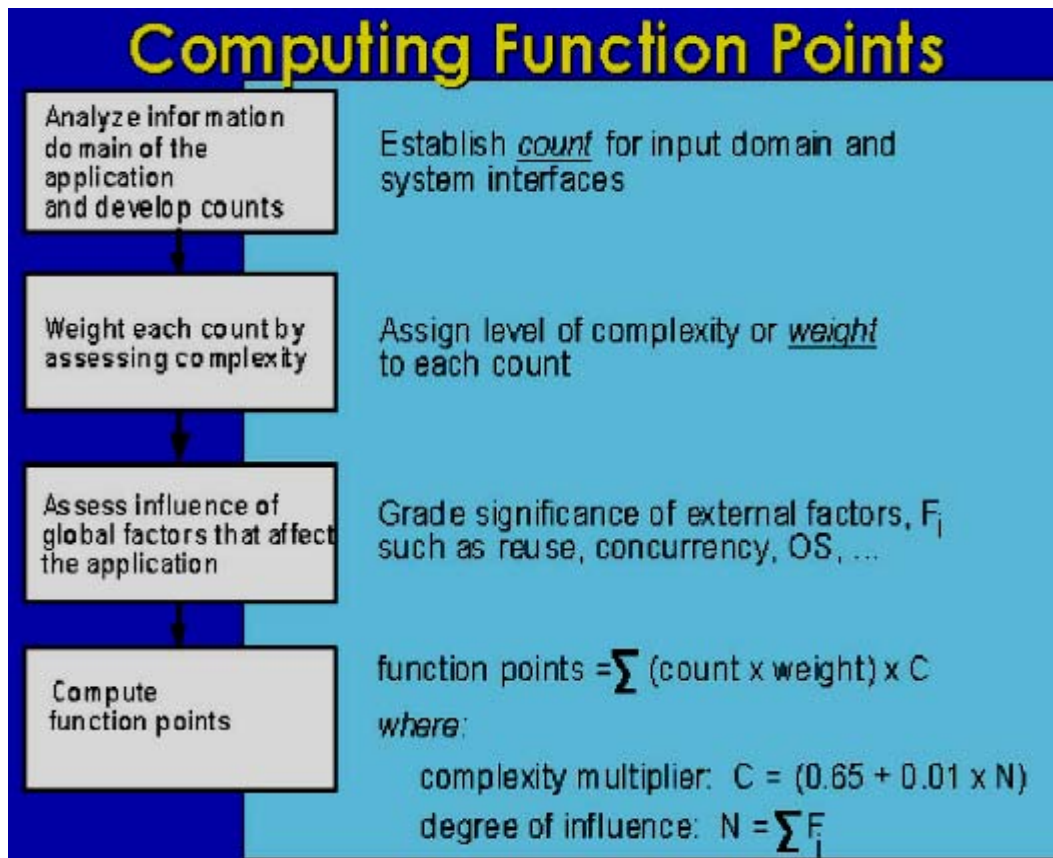 Computing Function Points
Analyze information
domain of the
application
and develop counts
Establish count for input domain and
system interfaces
Weight each count by
assessing complexity
Assign level of complexity or weight
to each count
Assess influence of
global factors that affect
the application
Grade significance of external factors, F_i
such as reuse, concurrency, OS, ...
Compute
function points
function points =∑ (count x weight) x C
where:
complexity multiplier: C = (0.65 + 0.01 x N)
degree of influence: N = ∑ F_i